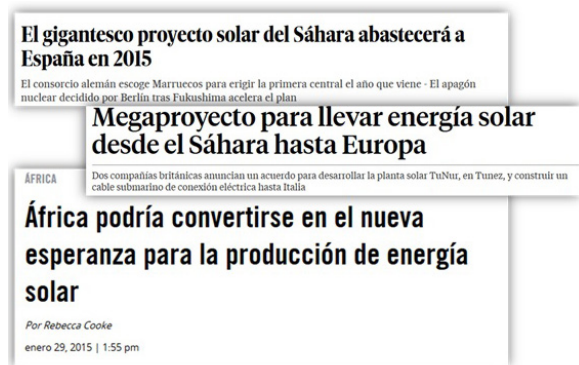 El gigantesco proyecto solar del Sáhara abastecerá a
España en 2015
El consorcio alemán escoge Marruecos para erigir la primera central el año que viene - El apagón
nuclear decidido por Berlín tras Fukushima acelera el plan
Megaproyecto para llevar energía solar
desde el Sáhara hasta Europa
Dos compañías británicas anuncian un acuerdo para desarrollar la planta solar TuNur, en Tunez, y construir un
cable submarino de conexión eléctrica hasta Italia
ÁFRICA
África podría convertirse en el nueva
esperanza para la producción de energía
solar
Por Rebecca Cooke
enero 29, 2015 | 1:55 pm